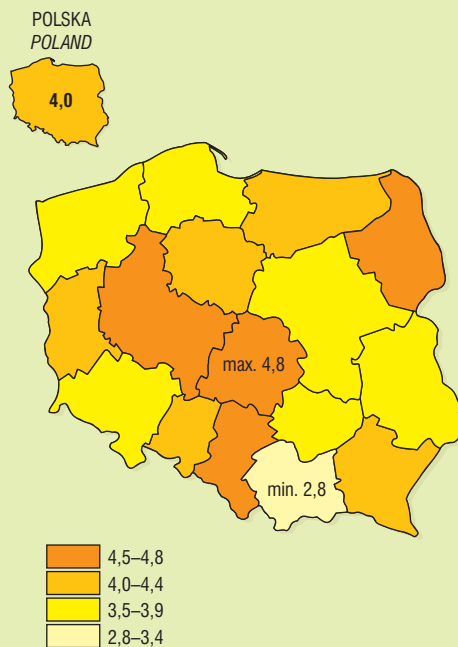 POLSKA
POLAND
4,0
max. 4,8
min. 2,8
4,5–4,8
4,0–4,4
3,5–3,9
2,8–3,4